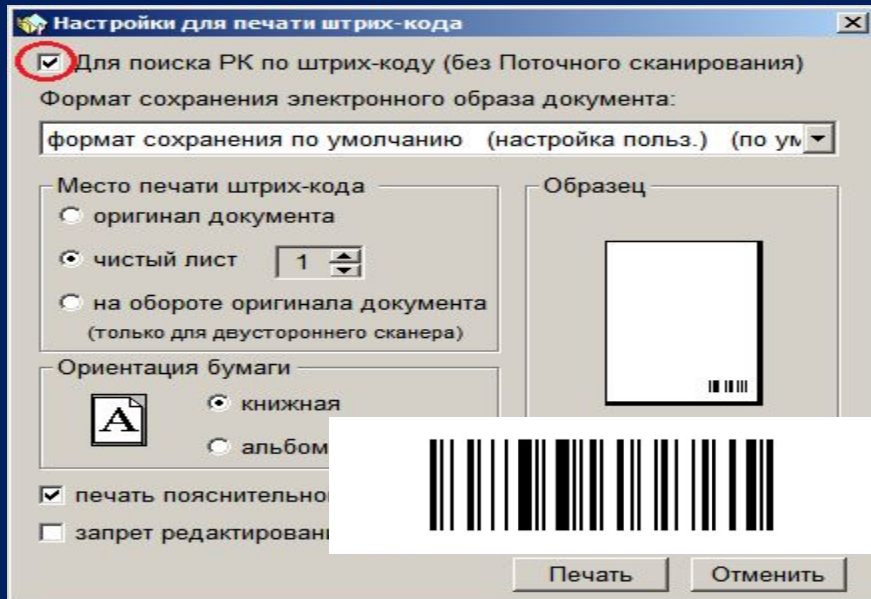 Настройки для печати штрих-кода
Для поиска РК по штрих-коду (без Поточного сканирования)
Формат сохранения электронного образа документа:
формат сохранения по умолчанию (настройка польз.) (по ум
Место печати штрих-кода
Образец
оригинал документа
чистый лист 1
на обороте оригинала документа
(только для двустороннего сканера)
Ориентация бумаги
A
книжная
альбом
печать пояснительно
запрет редактирован
Печать
Отменить